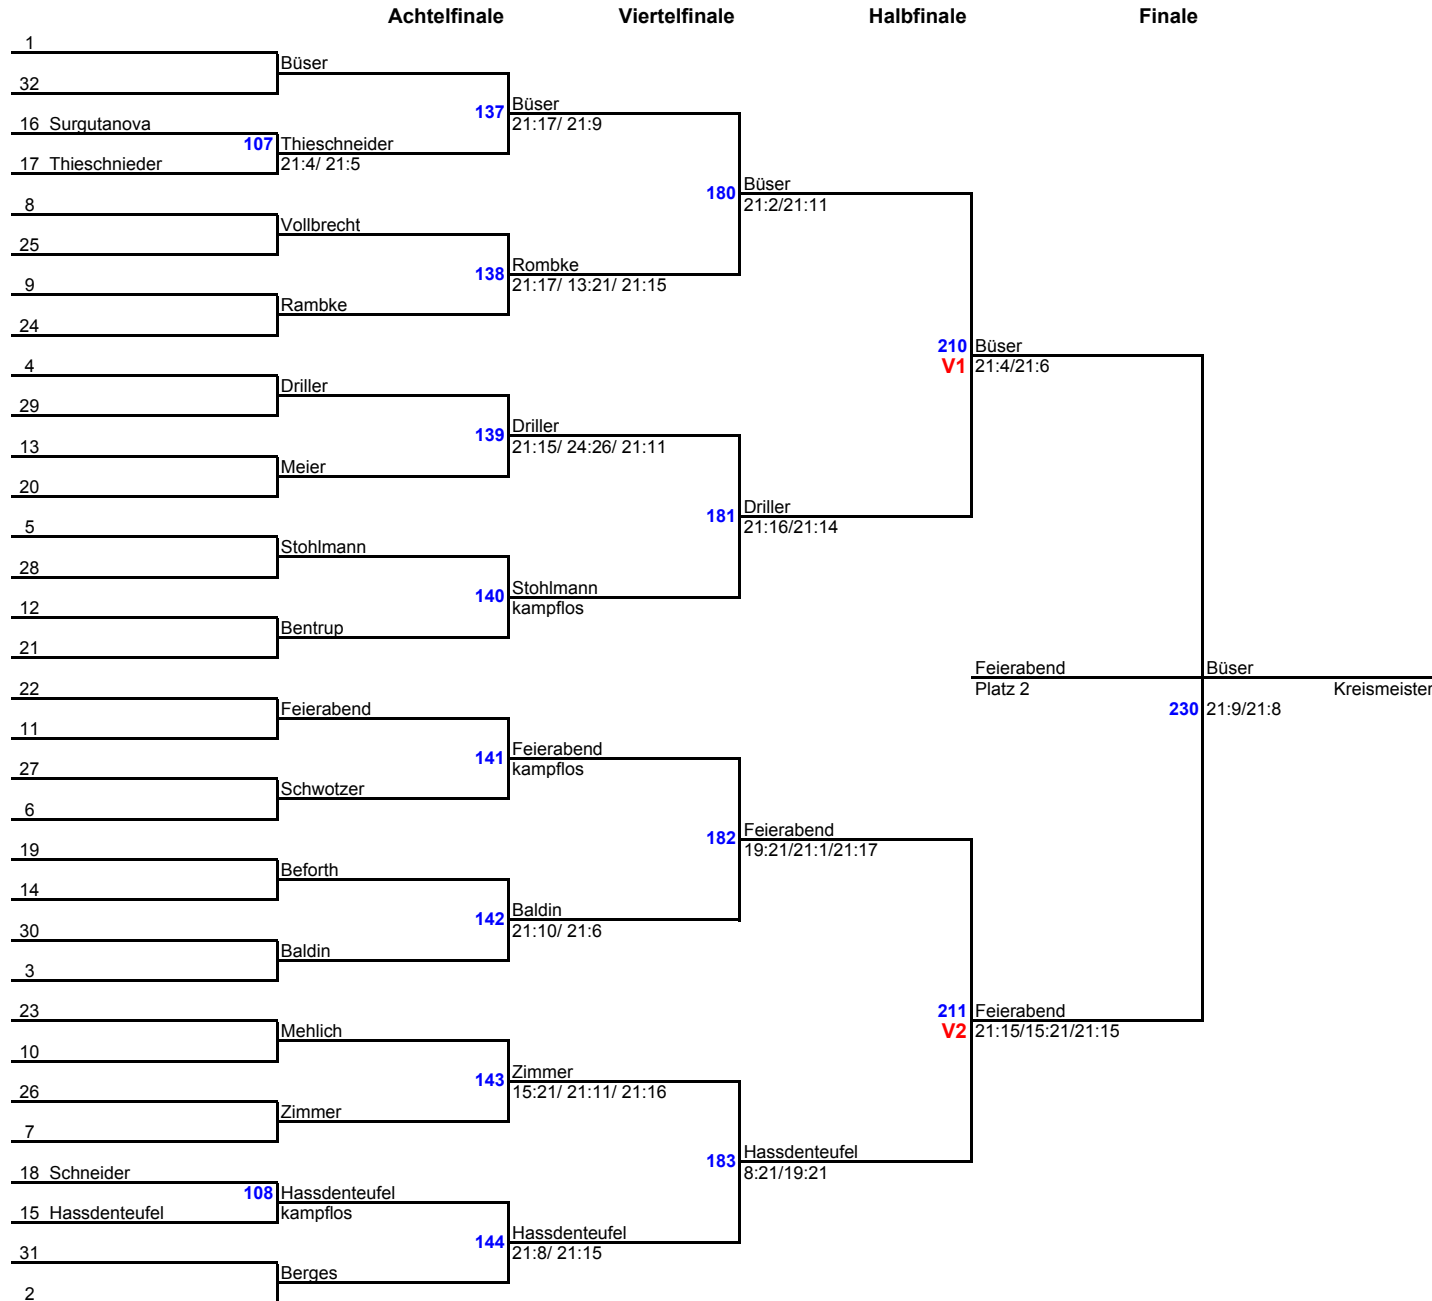 Achtelfinale Viertelfinale Halbfinale Finale
1
Büser
32
137 Büser
21:17/ 21:9
16 Surgutanova
107 Thieschneider
17 Thieschnieder 21:4/ 21:5
180 Büser
21:2/21:11
8
Vollbrecht
25
138 Rombke
21:17/ 13:21/ 21:15
9
Rambke
24
210 Büser
V1 21:4/21:6
4
Driller
29
139 Driller
21:15/ 24:26/ 21:11
13
Meier
20
181 Driller
21:16/21:14
5
Stohlmann
28
140 Stohlmann
kampflos
12
Bentrup
21
Feierabend Büser
Platz 2 Kreismeister
230 21:9/21:8
22
Feierabend
11
141 Feierabend
kampflos
27
Schwotzer
6
182 Feierabend
19:21/21:1/21:17
19
Beforth
14
142 Baldin
21:10/ 21:6
30
Baldin
3
211 Feierabend
V2 21:15/15:21/21:15
23
Mehlich
10
143 Zimmer
15:21/ 21:11/ 21:16
26
Zimmer
7
183 Hassdenteufel
8:21/19:21
18 Schneider
108 Hassdenteufel
15 Hassdenteufel kampflos
144 Hassdenteufel
21:8/ 21:15
31
Berges
2